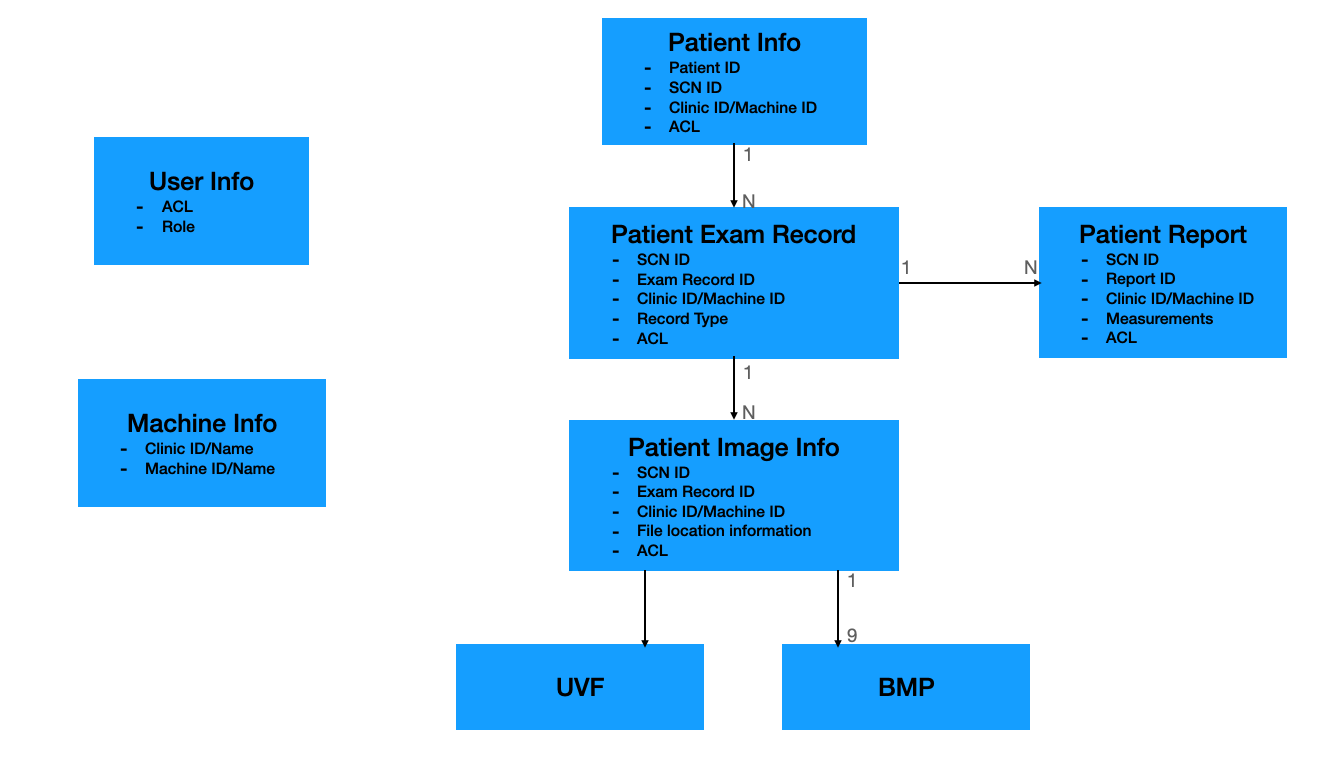 Patient Info
- Patient ID
- SCN ID
- Clinic ID/Machine ID
- ACL
1
N
User Info
- ACL
- Role
Patient Exam Record
- SCN ID
- Exam Record ID
- Clinic ID/Machine ID
- Record Type
- ACL
1
N
Patient Report
- SCN ID
- Report ID
- Clinic ID/Machine ID
- Measurements
- ACL
1
N
Machine Info
- Clinic ID/Name
- Machine ID/Name
Patient Image Info
- SCN ID
- Exam Record ID
- Clinic ID/Machine ID
- File location information
- ACL
1
9
UVF
BMP